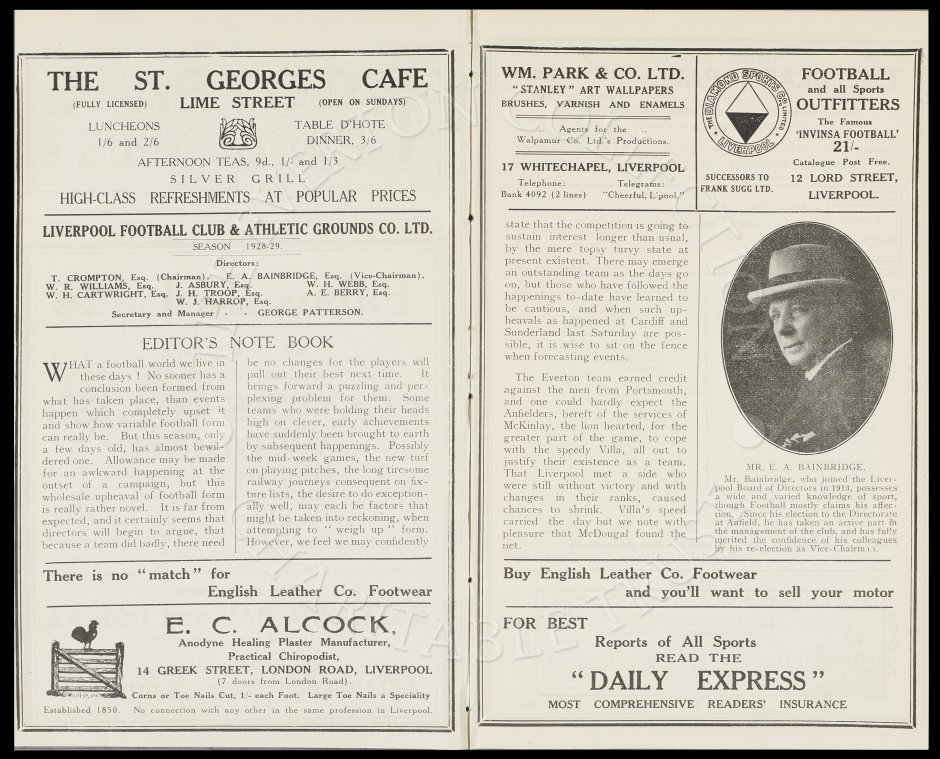 THE ST. GEORGES CAFE
(FULLY LICENSED) LIME STREET (OPEN ON SUNDAYS)
LUNCHEONS
1/6 and 2/6
TABLE D'HOTE
DINNER, 3/6
AFTERNOON TEAS, 9d., 1/- and 1/3
SILVER GRILL
HIGH-CLASS REFRESHMENTS AT POPULAR PRICES
LIVERPOOL FOOTBALL CLUB & ATHLETIC GROUNDS CO. LTD.
SEASON 1928-29.
Directors:
T. CROMPTON, Esq. (Chairman). E. A. BAINBRIDGE, Esq. (Vice-Chairman).
W. R. WILLIAMS, Esq. J. ASBURY, Esq. W. H. WEBB, Esq.
W. H. CARTWRIGHT, Esq. J. H. TROOP, Esq. A. E. BERRY, Esq.
W. J. HARROP, Esq.
Secretary and Manager - - GEORGE PATTERSON.
EDITOR'S NOTE BOOK
WHAT a football world we live in
these days ! No sooner has a
conclusion been formed from
what has taken place, than events
happen which completely upset it
and show how variable football form
can really be. But this season, only
a few days old, has almost bewil-
dered one. Allowance may be made
for an awkward happening at the
outset of a campaign, but this
wholesale upheaval of football form
is really rather novel. It is far from
expected, and it certainly seems that
directors will begin to argue, that
because a team did badly, there need
be no changes for the players will
pull out their best next time. It
brings forward a puzzling and per-
plexing problem for them. Some
teams who were holding their heads
high on clever, early achievements
have suddenly been brought to earth
by subsequent happenings. Possibly
the mid-week games, the new turf
on playing pitches, the long tiresome
railway journeys consequent on fix-
ture lists, the desire to do exception-
ally well, may each be factors that
might be taken into reckoning, when
attempting to " weigh up " form.
However, we feel we may confidently
There is no "match" for
English Leather Co. Footwear
E. C. ALCOCK,
Anodyne Healing Plaster Manufacturer,
Practical Chiropodist,
14 GREEK STREET, LONDON ROAD, LIVERPOOL
(7 doors from London Road).
Corns or Toe Nails Cut, 1/- each Foot. Large Toe Nails a Speciality
Established 1850. No connection with any other in the same profession in Liverpool.
WM. PARK & CO. LTD.
"STANLEY" ART WALLPAPERS
BRUSHES, VARNISH AND ENAMELS
.. Agents for the ..
Walpamur Co. Ltd.'s Productions.
17 WHITECHAPEL, LIVERPOOL
Telephone: Telegrams:
Bank 4092 (2 lines) "Cheerful, L'pool."
THE DIAMOND SPORTS CO. LIMITED
LIVERPOOL
SUCCESSORS TO
FRANK SUGG LTD.
FOOTBALL
and all Sports
OUTFITTERS
The Famous
'INVINSA FOOTBALL'
21/-
Catalogue Post Free.
12 LORD STREET,
LIVERPOOL.
state that the competition is going to
sustain interest longer than usual,
by the mere topsy turvy state at
present existent. There may emerge
an outstanding team as the days go
on, but those who have followed the
happenings to-date have learned to
be cautious, and when such up-
heavals as happened at Cardiff and
Sunderland last Saturday are pos-
sible, it is wise to sit on the fence
when forecasting events.
The Everton team earned credit
against the men from Portsmouth,
and one could hardly expect the
Anfielders, bereft of the services of
McKinlay, the lion hearted, for the
greater part of the game, to cope
with the speedy Villa, all out to
justify their existence as a team.
That Liverpool met a side who
were still without victory and with
changes in their ranks, caused
chances to shrink. Villa's speed
carried the day but we note with
pleasure that McDougal found the
net.
MR. E. A. BAINBRIDGE.
Mr. Bainbridge, who joined the Liver-
pool Board of Directors in 1913, possesses
a wide and varied knowledge of sport,
though Football mostly claims his affec-
tion. Since his election to the Directorate
at Anfield, he has taken an active part in
the management of the club, and has fully
merited the confidence of his colleagues
by his re-election as Vice-Chairman.
Buy English Leather Co. Footwear
and you'll want to sell your motor
FOR BEST
Reports of All Sports
READ THE
"DAILY EXPRESS"
MOST COMPREHENSIVE READERS' INSURANCE